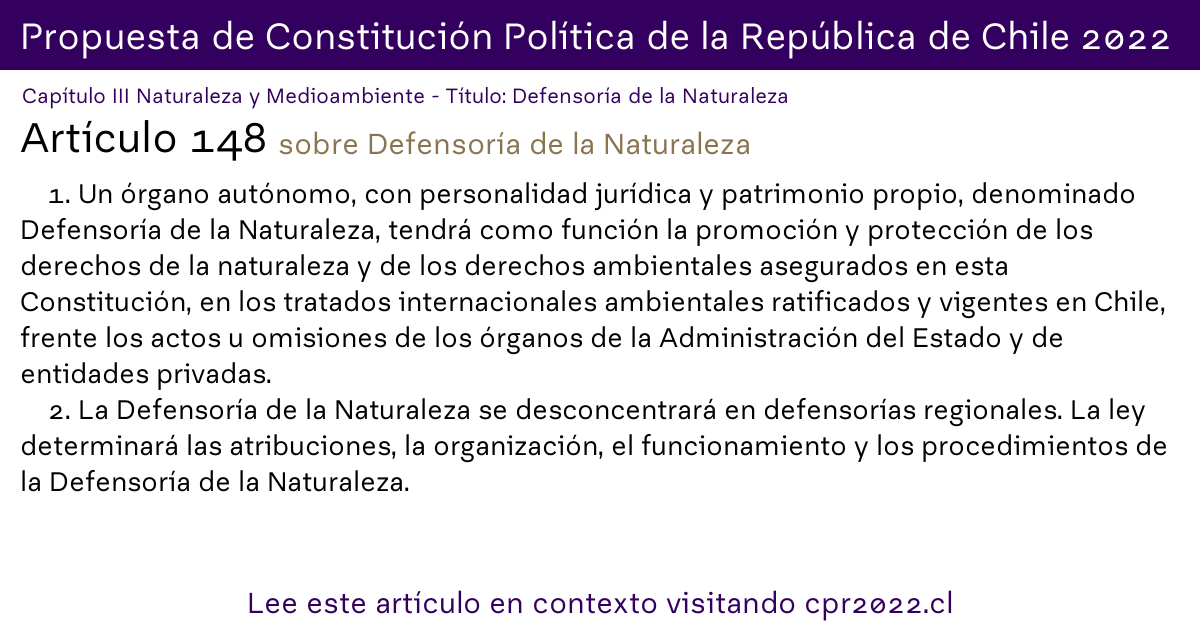 Propuesta de Constitución Política de la República de Chile 2022
Capítulo III Naturaleza y Medioambiente - Título: Defensoría de la Naturaleza
Artículo 148 sobre Defensoría de la Naturaleza
1. Un órgano autónomo, con personalidad jurídica y patrimonio propio, denominado
Defensoría de la Naturaleza, tendrá como función la promoción y protección de los
derechos de la naturaleza y de los derechos ambientales asegurados en esta
Constitución, en los tratados internacionales ambientales ratificados y vigentes en Chile,
frente los actos u omisiones de los órganos de la Administración del Estado y de
entidades privadas.
2. La Defensoría de la Naturaleza se desconcentrará en defensorías regionales. La ley
determinará las atribuciones, la organización, el funcionamiento y los procedimientos de
la Defensoría de la Naturaleza.
Lee este artículo en contexto visitando cpr2022.cl